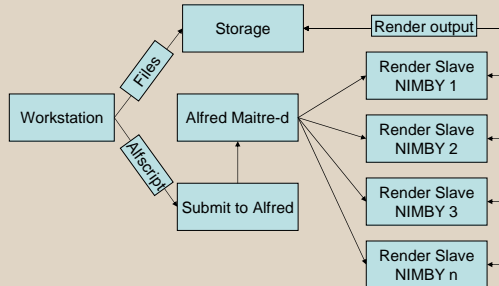 Storage
Render output
Files
Render Slave
NIMBY 1
Workstation
Alfred Maitre-d
Render Slave
NIMBY 2
Alfscript
Submit to Alfred
Render Slave
NIMBY 3
Render Slave
NIMBY n